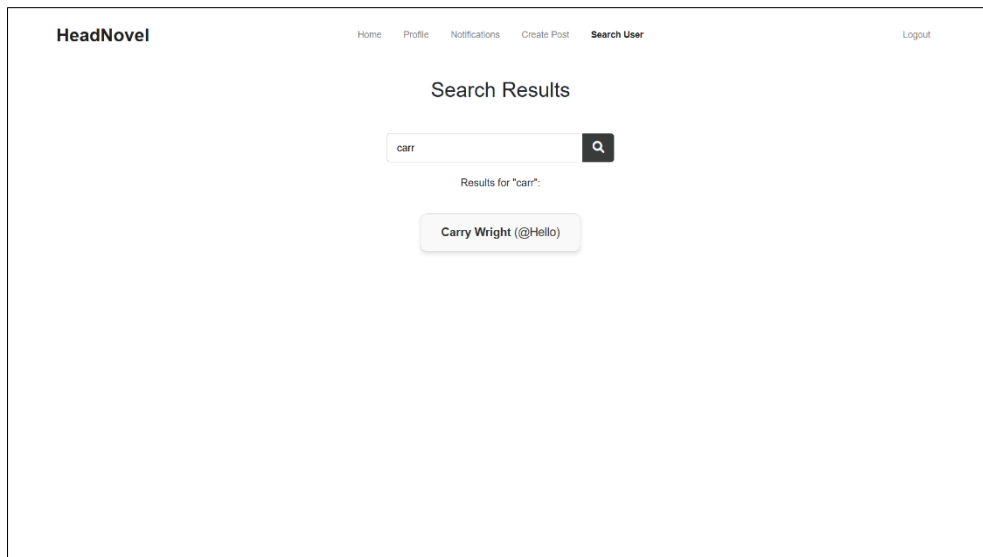 HeadNovel Home Profile Notifications Create Post Search User Logout
Search Results
carr
Results for "carr":
Carry Wright (@Hello)